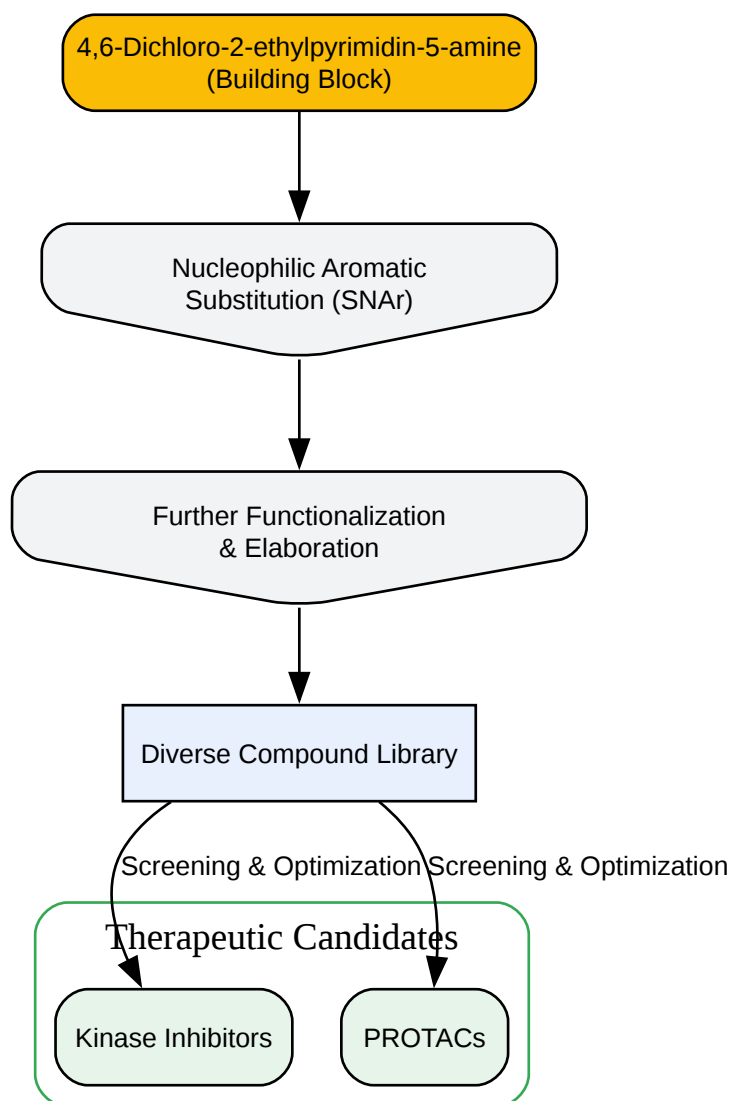 4,6-Dichloro-2-ethylpyrimidin-5-amine
(Building Block)
Nucleophilic Aromatic
Substitution (SNAr)
Further Functionalization
& Elaboration
Diverse Compound Library
Screening & Optimization
Screening & Optimization
Therapeutic Candidates
Kinase Inhibitors
PROTACs